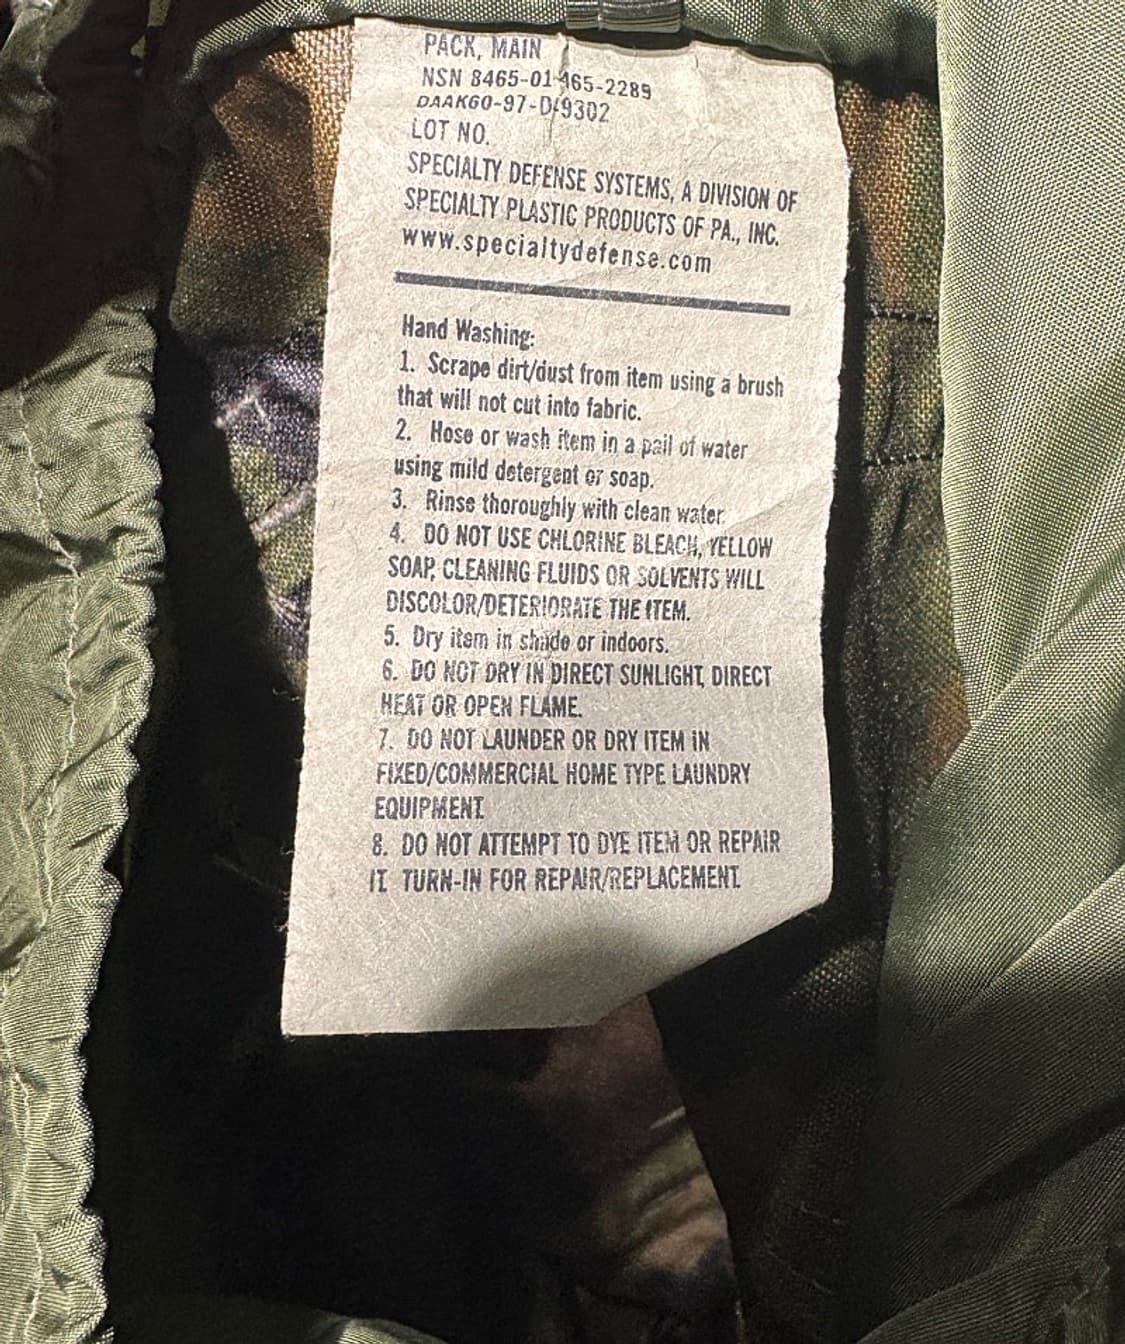 PACK, MAIN
NSN 8465-01-465-2289
DAAK60-97-D-9302
LOT NO.
SPECIALTY DEFENSE SYSTEMS, A DIVISION OF
SPECIALTY PLASTIC PRODUCTS OF PA., INC.
www.specialtydefense.com
Hand Washing:
1. Scrape dirt/dust from item using a brush
that will not cut into fabric.
2. Hose or wash item in a pail of water
using mild detergent or soap.
3. Rinse thoroughly with clean water.
4. DO NOT USE CHLORINE BLEACH, YELLOW
SOAP, CLEANING FLUIDS OR SOLVENTS WILL
DISCOLOR/DETERIORATE THE ITEM.
5. Dry item in shade or indoors.
6. DO NOT DRY IN DIRECT SUNLIGHT, DIRECT
HEAT OR OPEN FLAME.
7. DO NOT LAUNDER OR DRY ITEM IN
FIXED/COMMERCIAL HOME TYPE LAUNDRY
EQUIPMENT.
8. DO NOT ATTEMPT TO DYE ITEM OR REPAIR
IT. TURN-IN FOR REPAIR/REPLACEMENT.